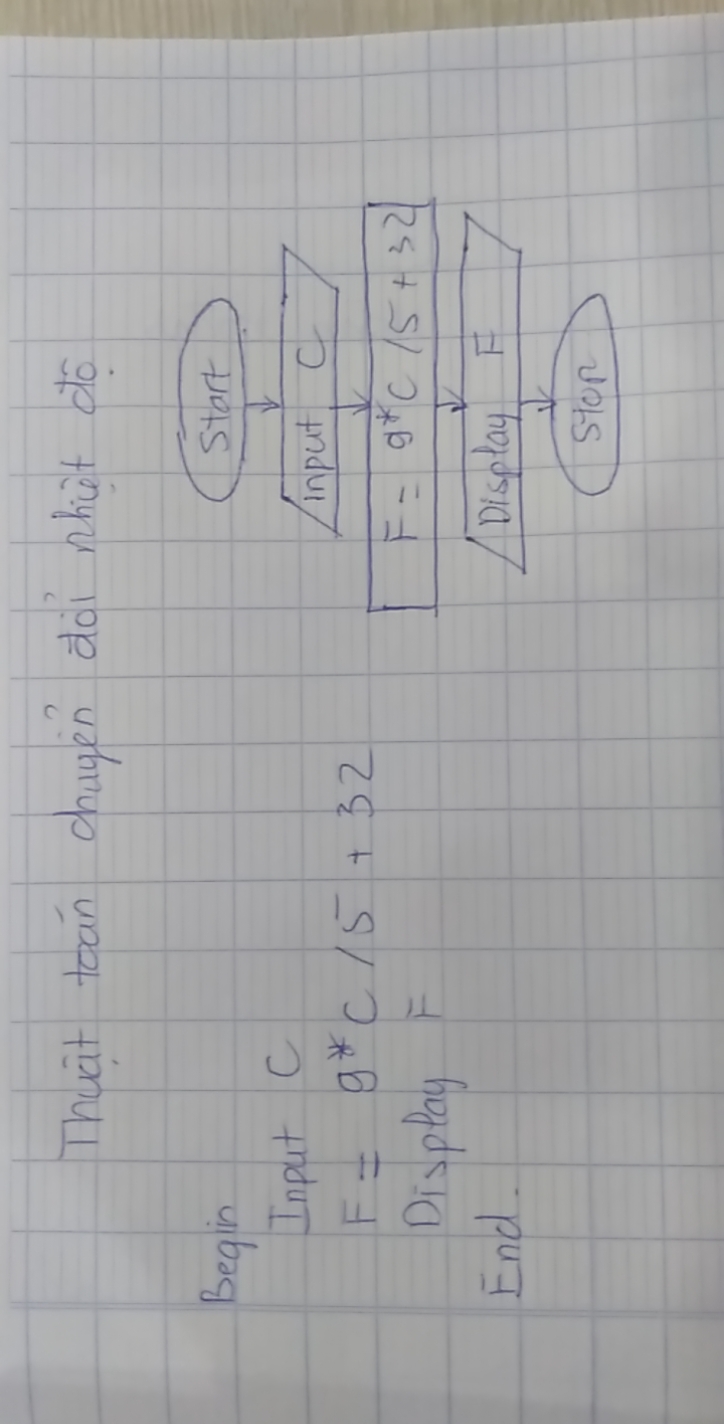 Thuật toán chuyển đổi nhiệt độ
Begin
Input C
F = 9*C/5 + 32
Display F
End.
Start
Input C
F = 9*C/5+32
Display F
Stop